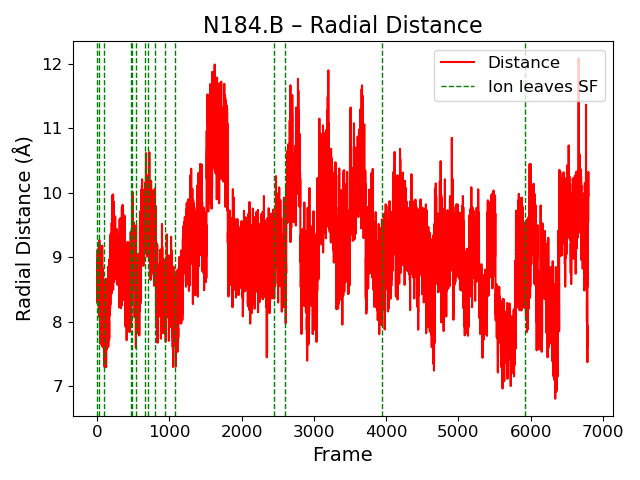 N184.B – Radial Distance
Distance
Ion leaves SF
Radial Distance (Å)
12
11
10
9
8
7
0
1000
2000
3000
4000
5000
6000
7000
Frame